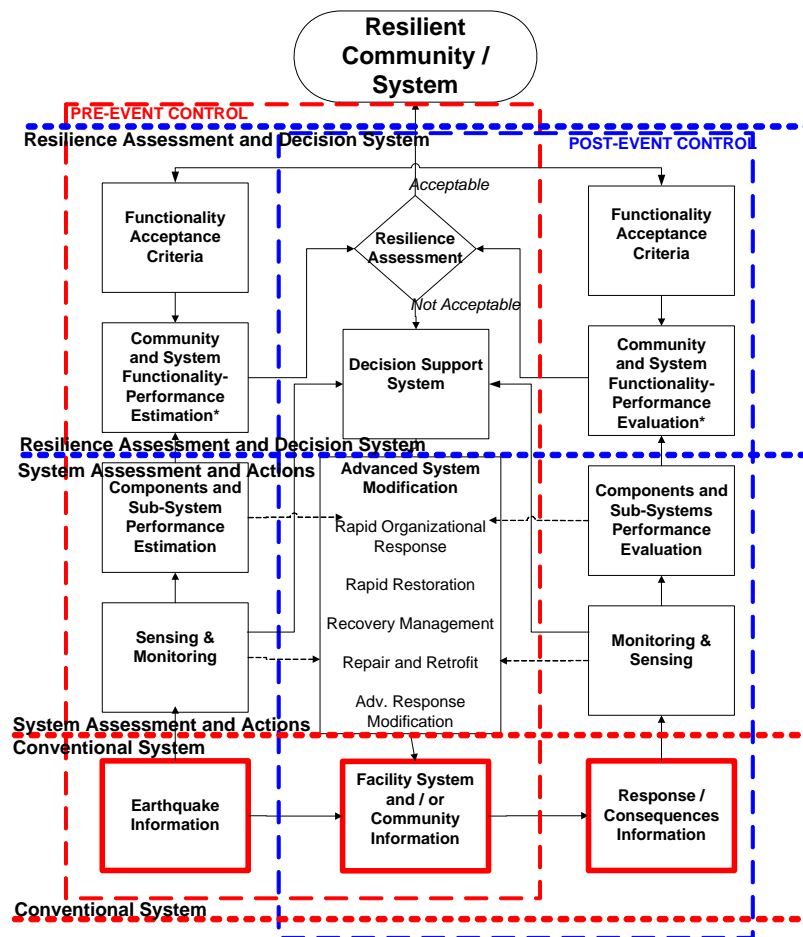 Resilient
Community /
System
PRE-EVENT CONTROL
Resilience Assessment and Decision System
POST-EVENT CONTROL
Acceptable
Functionality
Acceptance
Criteria
Resilience
Assessment
Functionality
Acceptance
Criteria
Not Acceptable
Community
and System
Functionality-
Performance
Estimation*
Decision Support
System
Community
and System
Functionality-
Performance
Evaluation*
Resilience Assessment and Decision System
System Assessment and Actions
Components and
Sub-System
Performance
Estimation
Advanced System
Modification
Rapid Organizational
Response
Rapid Restoration
Recovery Management
Repair and Retrofit
Adv. Response
Modification
Components and
Sub-Systems
Performance
Evaluation
Sensing &
Monitoring
Monitoring &
Sensing
System Assessment and Actions
Conventional System
Earthquake
Information
Facility System
and / or
Community
Information
Response /
Consequences
Information
Conventional System